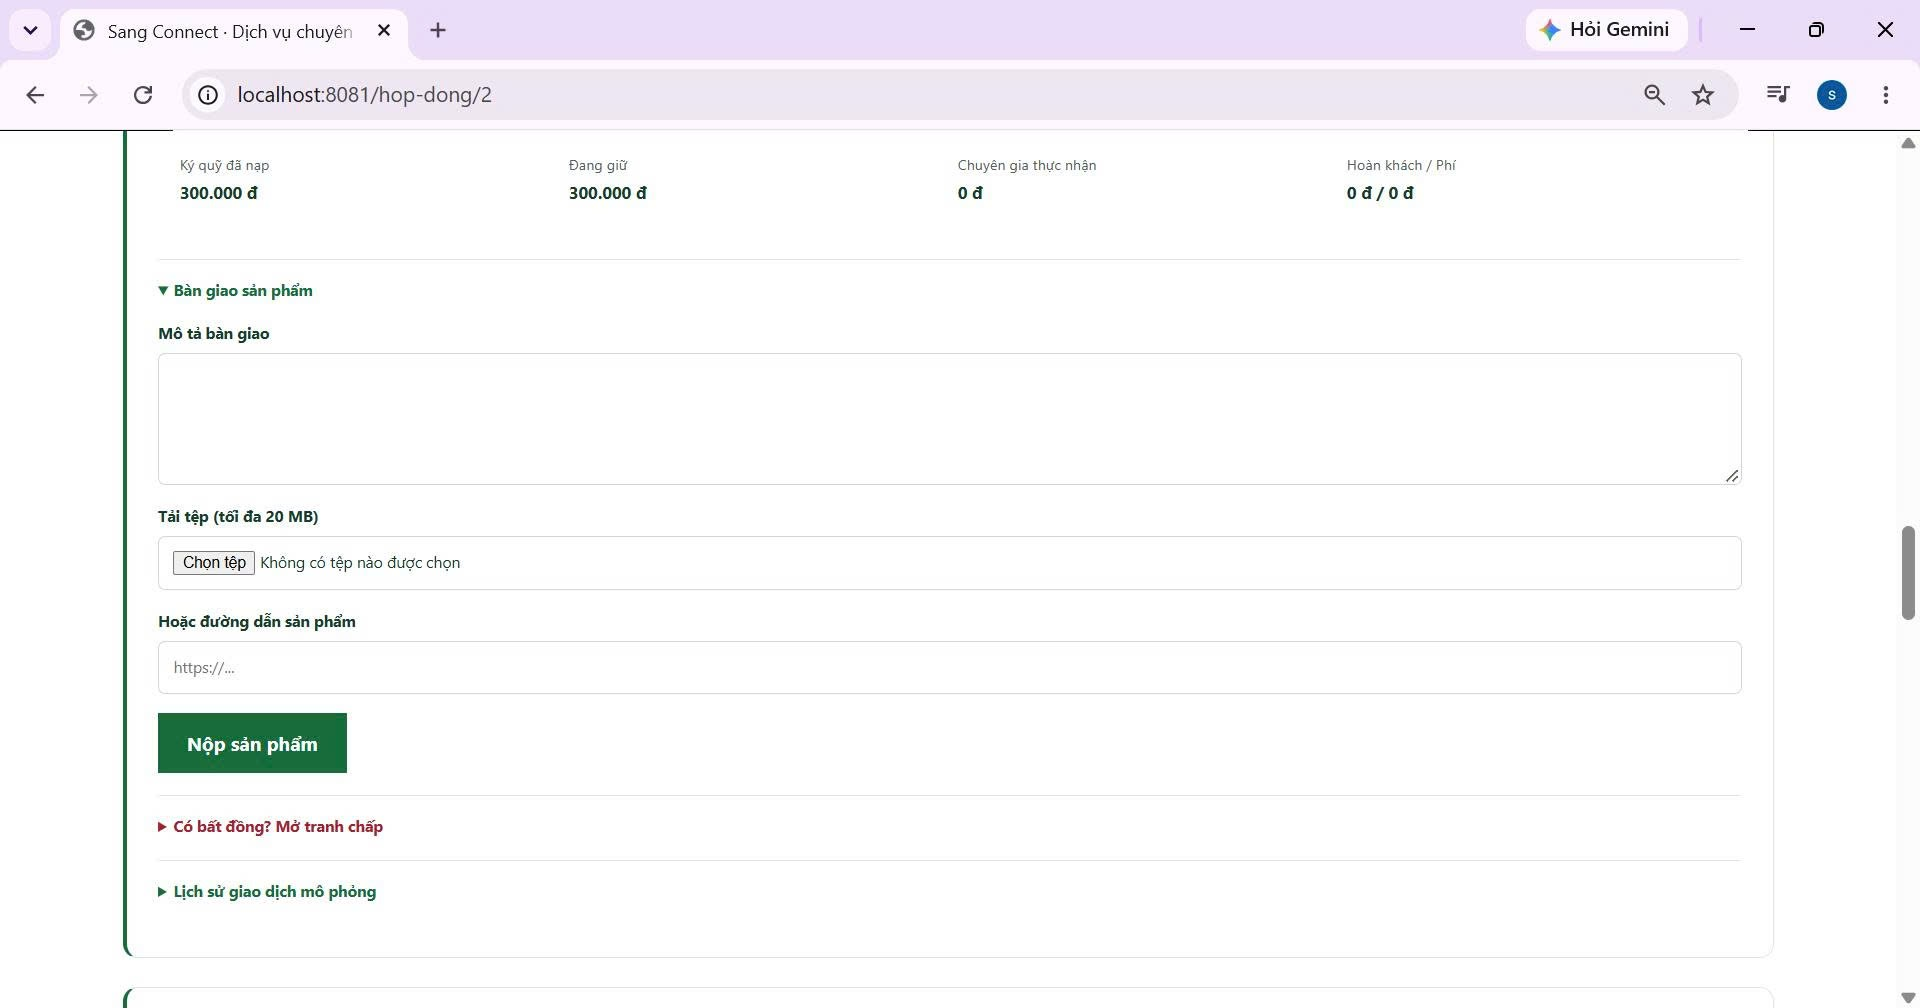 Sang Connect · Dịch vụ chuyên
Hỏi Gemini
localhost:8081/hop-dong/2
S
Ký quỹ đã nạp
Đang giữ
Chuyên gia thực nhận
Hoàn khách / Phí
300.000 đ
300.000 đ
0 đ
0 đ / 0 đ
▼ Bàn giao sản phẩm
Mô tả bàn giao
Tải tệp (tối đa 20 MB)
Chọn tệp Không có tệp nào được chọn
Hoặc đường dẫn sản phẩm
https://...
Nộp sản phẩm
▶ Có bất đồng? Mở tranh chấp
▶ Lịch sử giao dịch mô phỏng